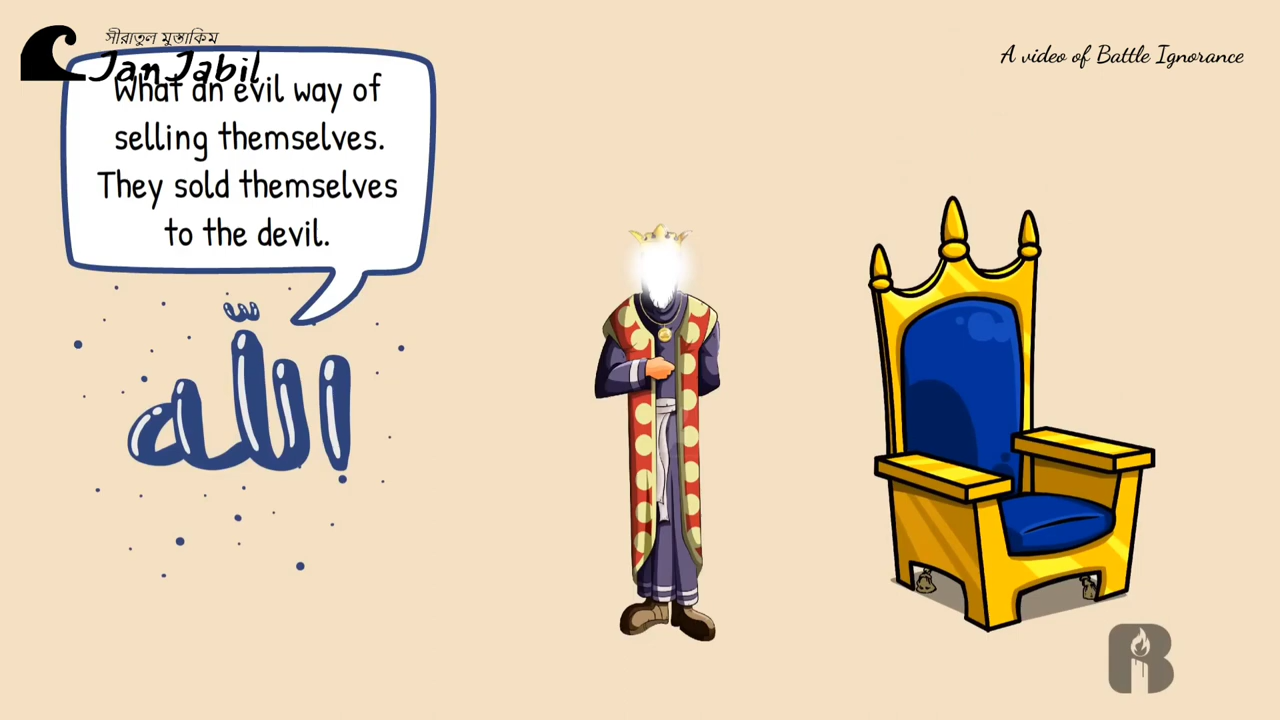 সীরাতুল মুস্তাকিম
Jan Jabil
A video of Battle Ignorance
What an evil way of
selling themselves.
They sold themselves
to the devil.
الله
B